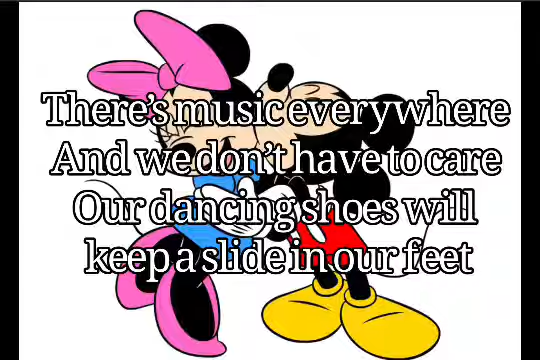 There's music everywhere
And we don't have to care
Our dancing shoes will
keep a slide in our feet